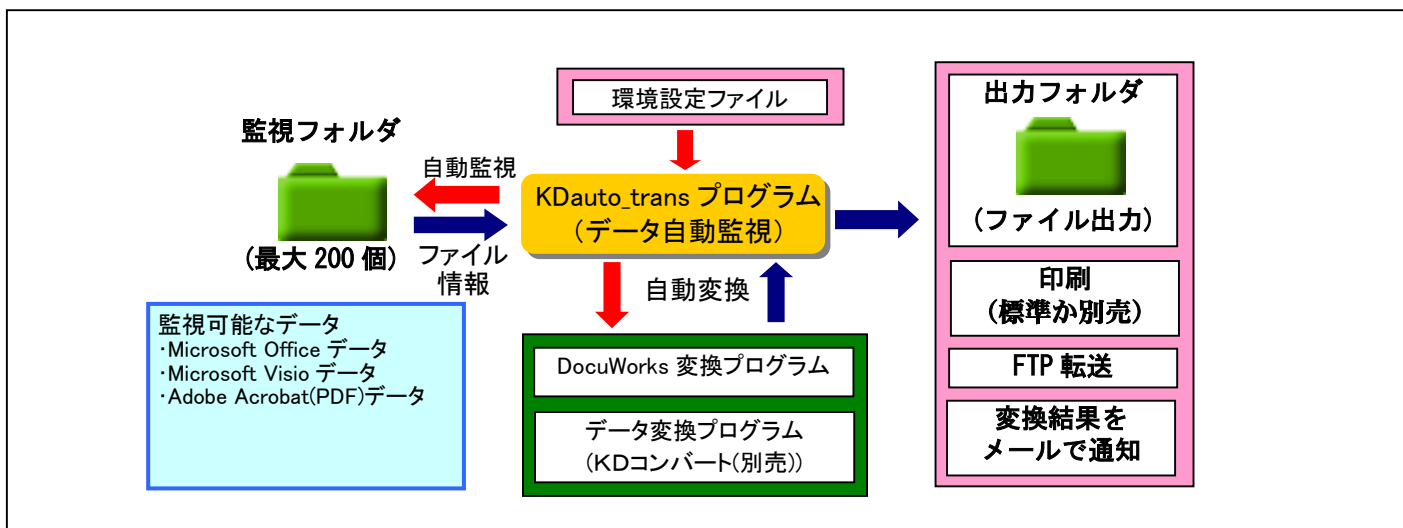 環境設定ファイル
監視フォルダ
自動監視
(最大 200 個)
ファイル
情報
KDauto_trans プログラム
(データ自動監視)
自動変換
監視可能なデータ
・Microsoft Office データ
・Microsoft Visio データ
・Adobe Acrobat(PDF)データ
DocuWorks 変換プログラム
データ変換プログラム
(KDコンバート(別売))
出力フォルダ
(ファイル出力)
印刷
(標準か別売)
FTP 転送
変換結果を
メールで通知